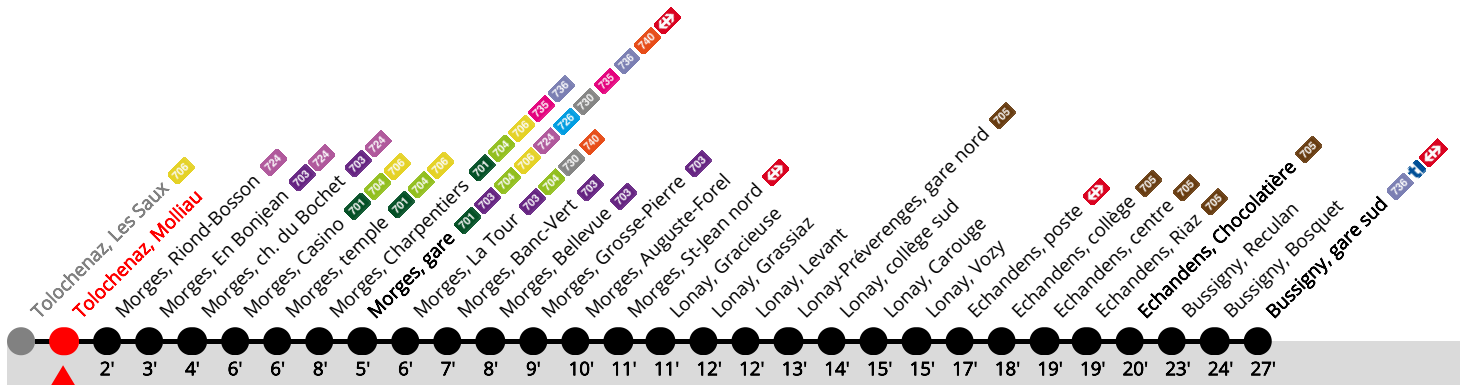 Tolochenaz, Les Saux 706
Tolochenaz, Molliau
Morges, Riond-Bosson 724
Morges, En Bonjean 703 724
Morges, ch. du Bochet 703 724
Morges, Casino 701 704 706
Morges, temple 701 704 706
Morges, Charpentiers 701 704 706 735 736
Morges, gare 701 703 704 706 724 726 730 735 736 740
Morges, La Tour 703 704 730 740
Morges, Banc-Vert 703
Morges, Bellevue 703
Morges, Grosse-Pierre 703
Morges, Auguste-Forel
Morges, St-Jean nord
Lonay, Gracieuse
Lonay, Grassiaz
Lonay, Levant
Lonay-Préverenges, gare nord 705
Lonay, collège sud
Lonay, Carouge
Lonay, Vozy
Echandens, poste
Echandens, collège 705
Echandens, centre 705
Echandens, Riaz 705
Echandens, Chocolatière 705
Bussigny, Reculan
Bussigny, Bosquet
Bussigny, gare sud 736 tl
2' 3' 4' 6' 6' 8' 5' 6' 7' 8' 9' 10' 11' 11' 12' 12' 13' 14' 15' 15' 17' 18' 19' 19' 20' 23' 24' 27'